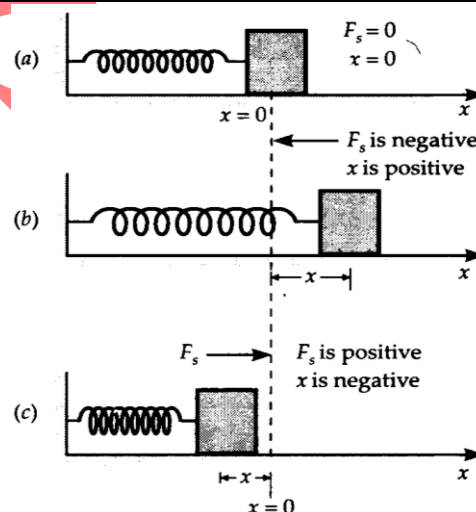 (a)
F_s = 0
x = 0
x = 0
x
F_s is negative
x is positive
(b)
x
x
F_s
F_s is positive
x is negative
(c)
x
x
x = 0